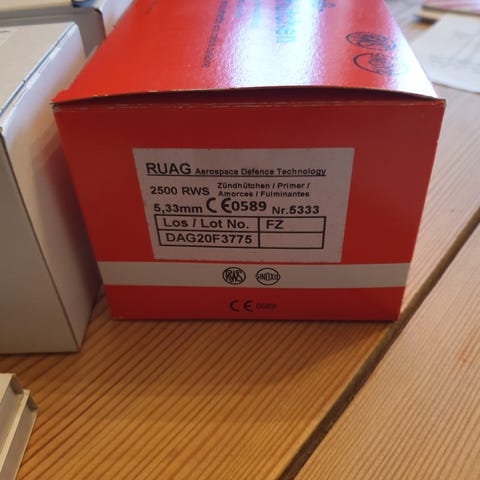 RUAG Aerospace Defence Technology
2500 RWS Zündhütchen / Primer /
Amorces / Fulminantes
5,33mm CE0589 Nr.5333
Los / Lot No. FZ
DAG20F3775
RWS SINOXID
CE 0589